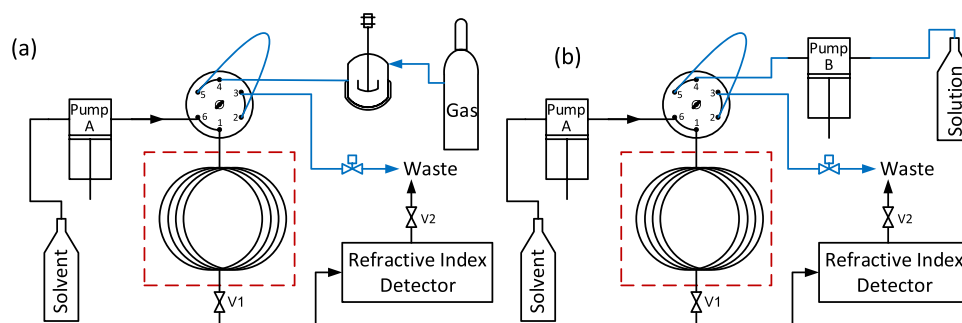 (a)
Pump
A
Solvent
4
5
3
6
2
1
Gas
Waste
V2
Refractive Index
Detector
V1
(b)
Pump
A
Solvent
4
5
3
6
2
1
Pump
B
Solution
Waste
V2
Refractive Index
Detector
V1